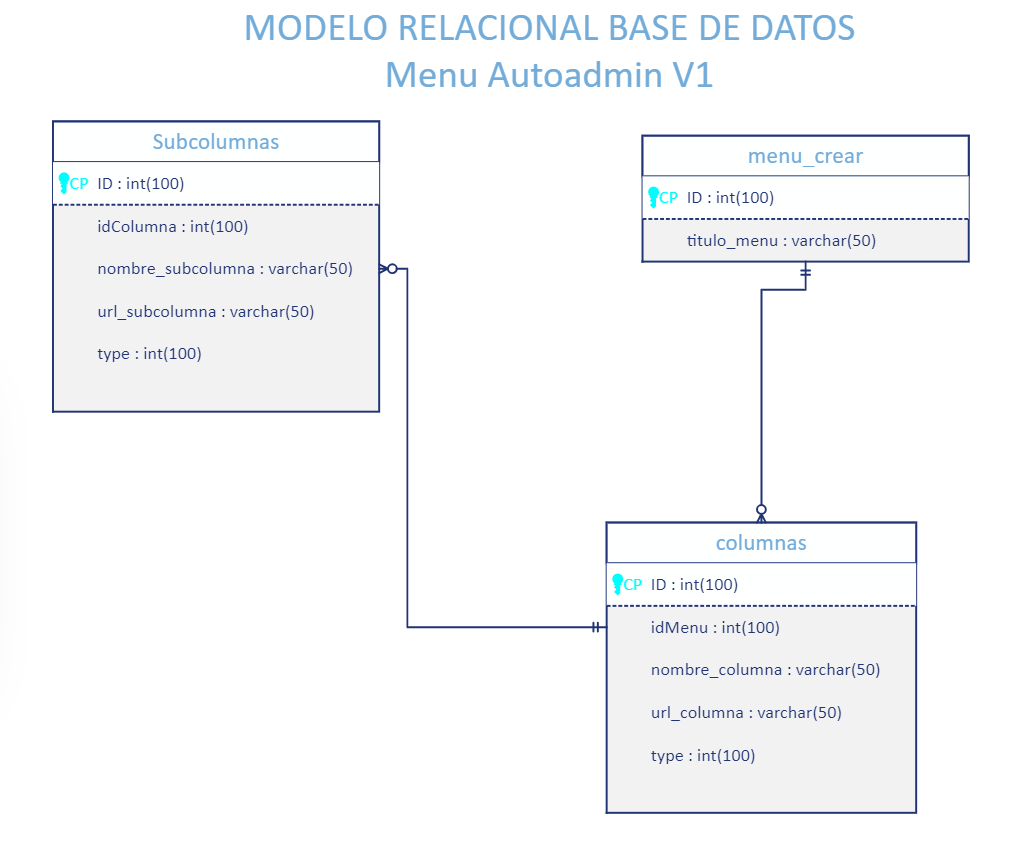 MODELO RELACIONAL BASE DE DATOS
Menu Autoadmin V1
Subcolumnas
CP ID : int(100)
idColumna : int(100)
nombre_subcolumna : varchar(50)
url_subcolumna : varchar(50)
type : int(100)
menu_crear
CP ID : int(100)
titulo_menu : varchar(50)
columnas
CP ID : int(100)
idMenu : int(100)
nombre_columna : varchar(50)
url_columna : varchar(50)
type : int(100)